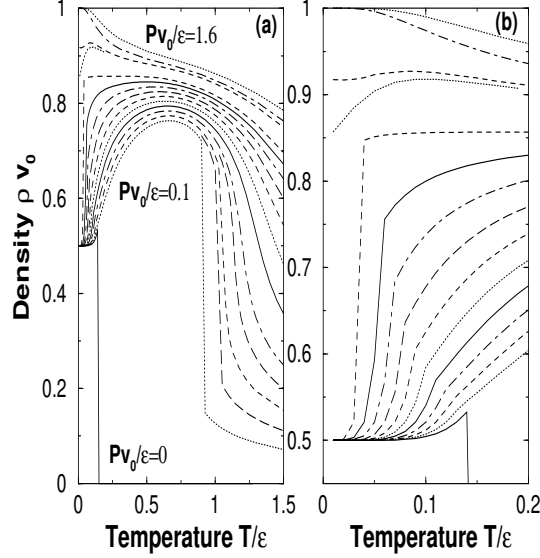 (a)
Pv0/ε=1.6
Pv0/ε=0.1
Pv0/ε=0
Density ρ v0
1
0.8
0.6
0.4
0.2
0
0
0.5
1
1.5
Temperature T/ε
(b)
1
0.9
0.8
0.7
0.6
0.5
0
0.1
0.2
Temperature T/ε